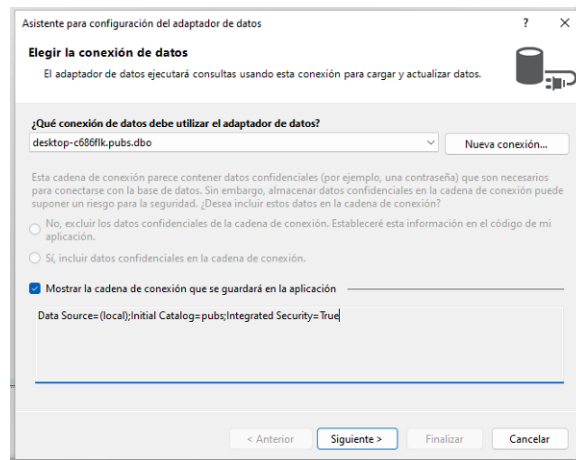 Asistente para configuración del adaptador de datos
Elegir la conexión de datos
El adaptador de datos ejecutará consultas usando esta conexión para cargar y actualizar datos.
¿Qué conexión de datos debe utilizar el adaptador de datos?
desktop-c686flk.pubs.dbo
Nueva conexión...
Esta cadena de conexión parece contener datos confidenciales (por ejemplo, una contraseña) que son necesarios
para conectarse con la base de datos. Sin embargo, almacenar datos confidenciales en la cadena de conexión puede
suponer un riesgo para la seguridad. ¿Desea incluir estos datos en la cadena de conexión?
No, excluir los datos confidenciales de la cadena de conexión. Estableceré esta información en el código de mi
aplicación.
Sí, incluir datos confidenciales en la cadena de conexión.
Mostrar la cadena de conexión que se guardará en la aplicación
Data Source=(local);Initial Catalog=pubs;Integrated Security=True
< Anterior
Siguiente >
Finalizar
Cancelar